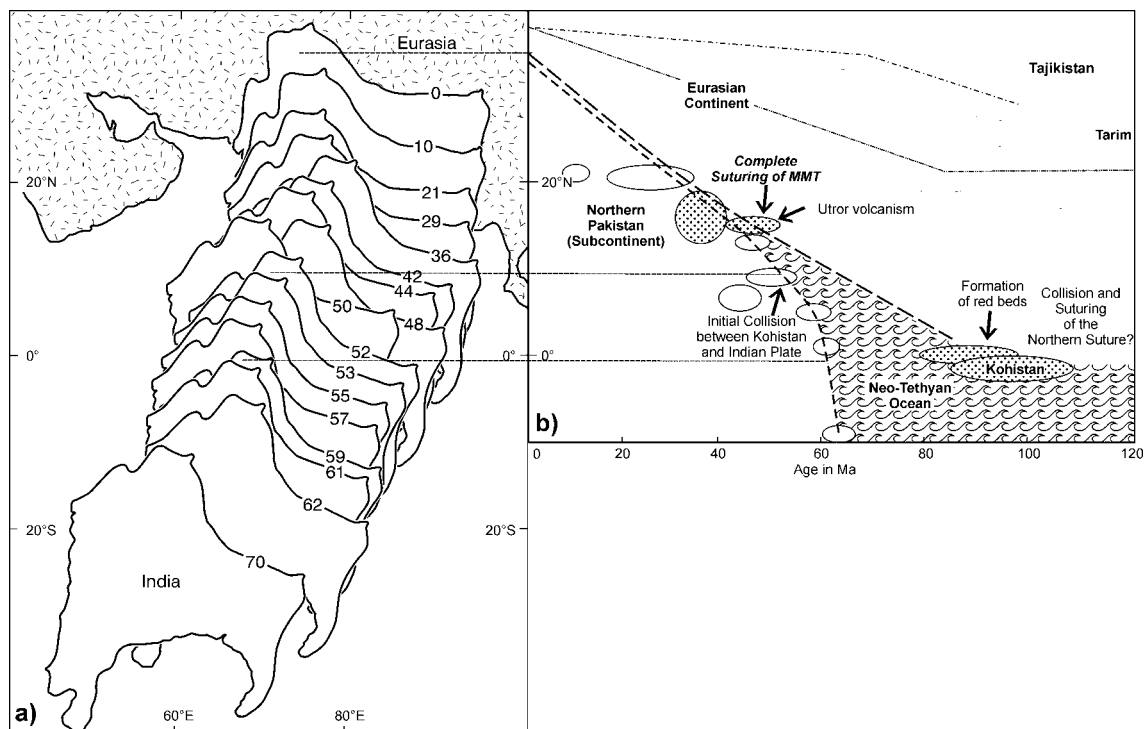 Eurasia
0
10
20°N
21
29
36
42
44
50
48
52
0°
53
55
57
59
61
62
20°S
70
India
a)
60°E
80°E
20°N
0°
20°S
Tajikistan
Eurasian
Continent
Tarim
Complete
Suturing of MMT
Utror volcanism
Northern
Pakistan
(Subcontinent)
Formation
of red beds
Collision and
Suturing
of the
Northern Suture?
Initial Collision
between Kohistan
and Indian Plate
Kohistan
Neo-Tethyan
Ocean
b)
0
20
40
60
80
100
120
Age in Ma